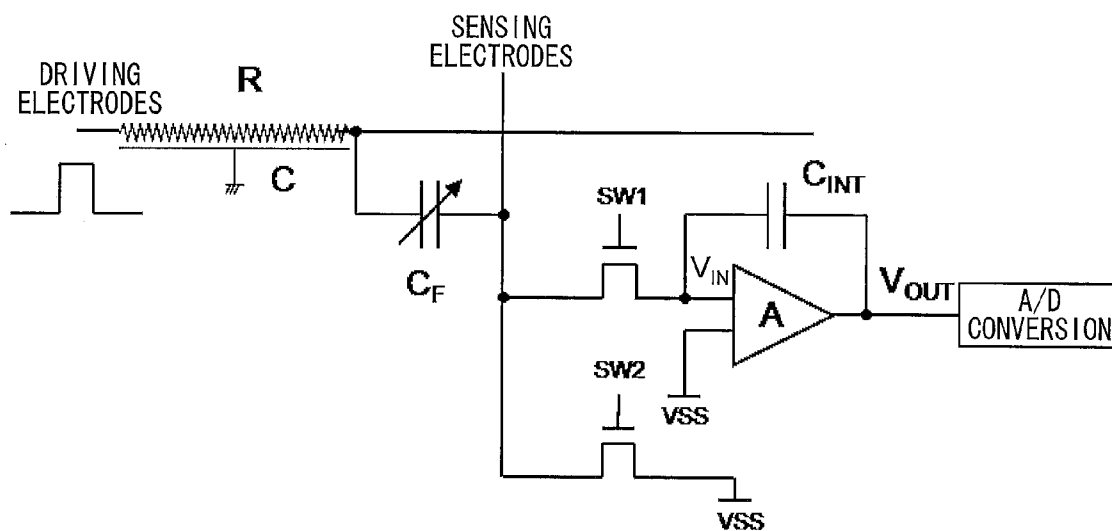 SENSING
ELECTRODES
DRIVING
ELECTRODES
R
C
C_F
SW1
C_INT
V_IN
A
V_OUT
A/D
CONVERSION
SW2
VSS
VSS